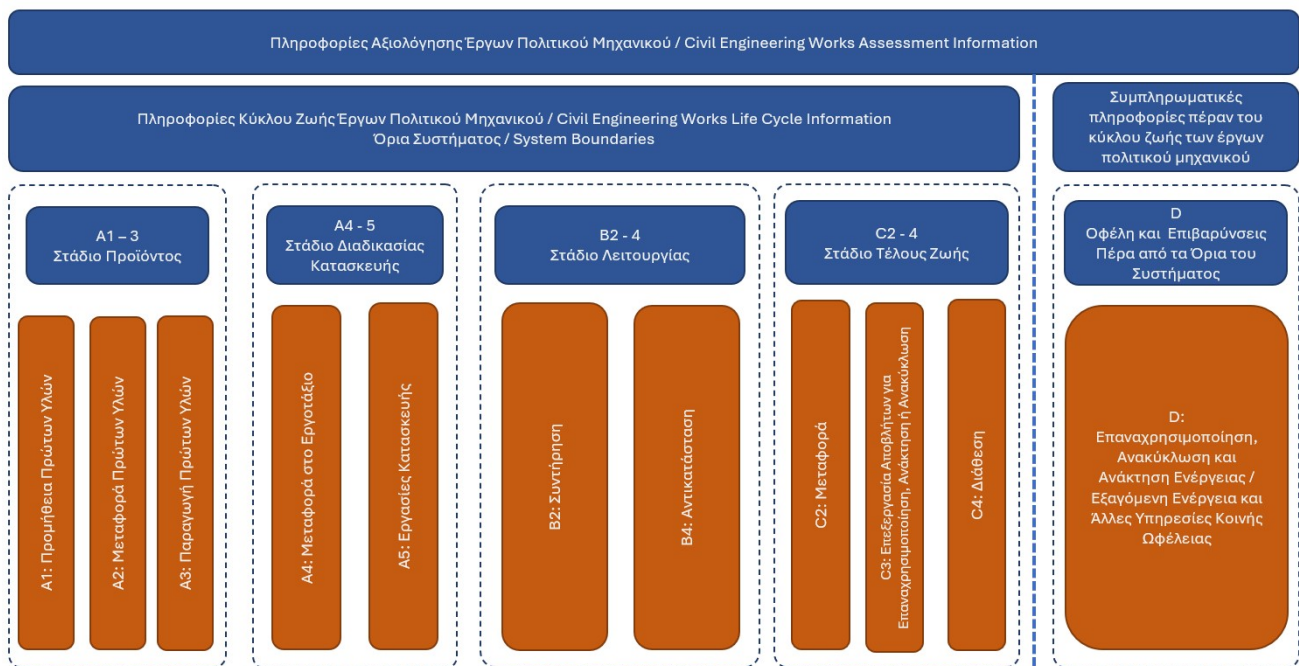 Πληροφορίες Αξιολόγησης Έργων Πολιτικού Μηχανικού / Civil Engineering Works Assessment Information
Πληροφορίες Κύκλου Ζωής Έργων Πολιτικού Μηχανικού / Civil Engineering Works Life Cycle Information
Όρια Συστήματος / System Boundaries
Συμπληρωματικές
πληροφορίες πέραν του
κύκλου ζωής των έργων
πολιτικού μηχανικού
A1 – 3
Στάδιο Προϊόντος
A1: Προμήθεια Πρώτων Υλών
A2: Μεταφορά Πρώτων Υλών
A3: Παραγωγή Πρώτων Υλών
A4 - 5
Στάδιο Διαδικασίας
Κατασκευής
A4: Μεταφορά στο Εργοτάξιο
A5: Εργασίες Κατασκευής
B2 - 4
Στάδιο Λειτουργίας
B2: Συντήρηση
B4: Αντικατάσταση
C2 - 4
Στάδιο Τέλους Ζωής
C2: Μεταφορά
C3: Επεξεργασία Αποβλήτων για
Επαναχρησιμοποίηση, Ανάκτηση ή Ανακύκλωση
C4: Διάθεση
D
Οφέλη και Επιβαρύνσεις
Πέρα από τα Όρια του
Συστήματος
D:
Επαναχρησιμοποίηση,
Ανακύκλωση και
Ανάκτηση Ενέργειας /
Εξαγόμενη Ενέργεια και
Άλλες Υπηρεσίες Κοινής
Ωφέλειας